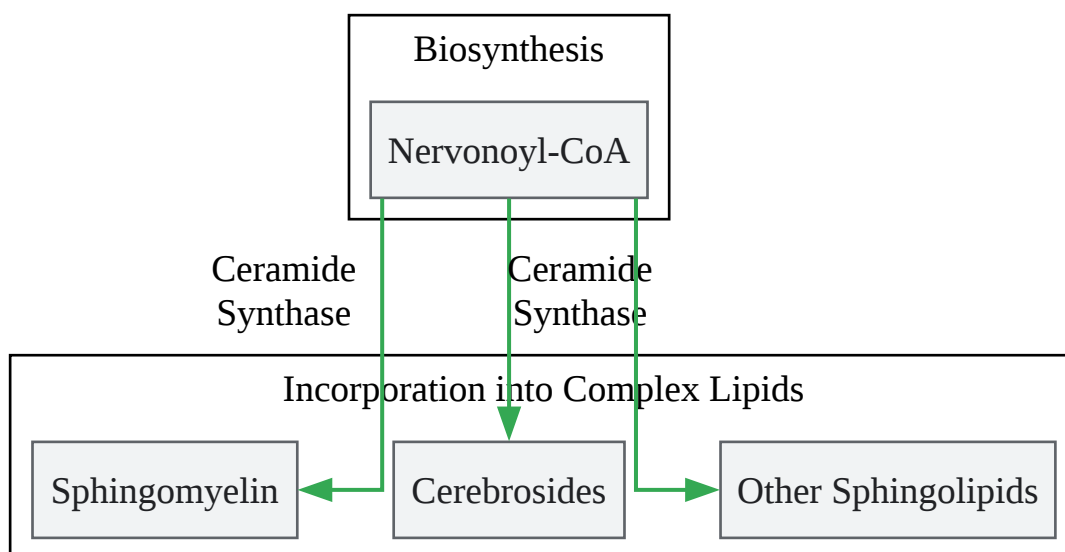 Biosynthesis
Nervonoyl-CoA
Ceramide
Synthase
Ceramide
Synthase
Incorporation into Complex Lipids
Sphingomyelin
Cerebrosides
Other Sphingolipids